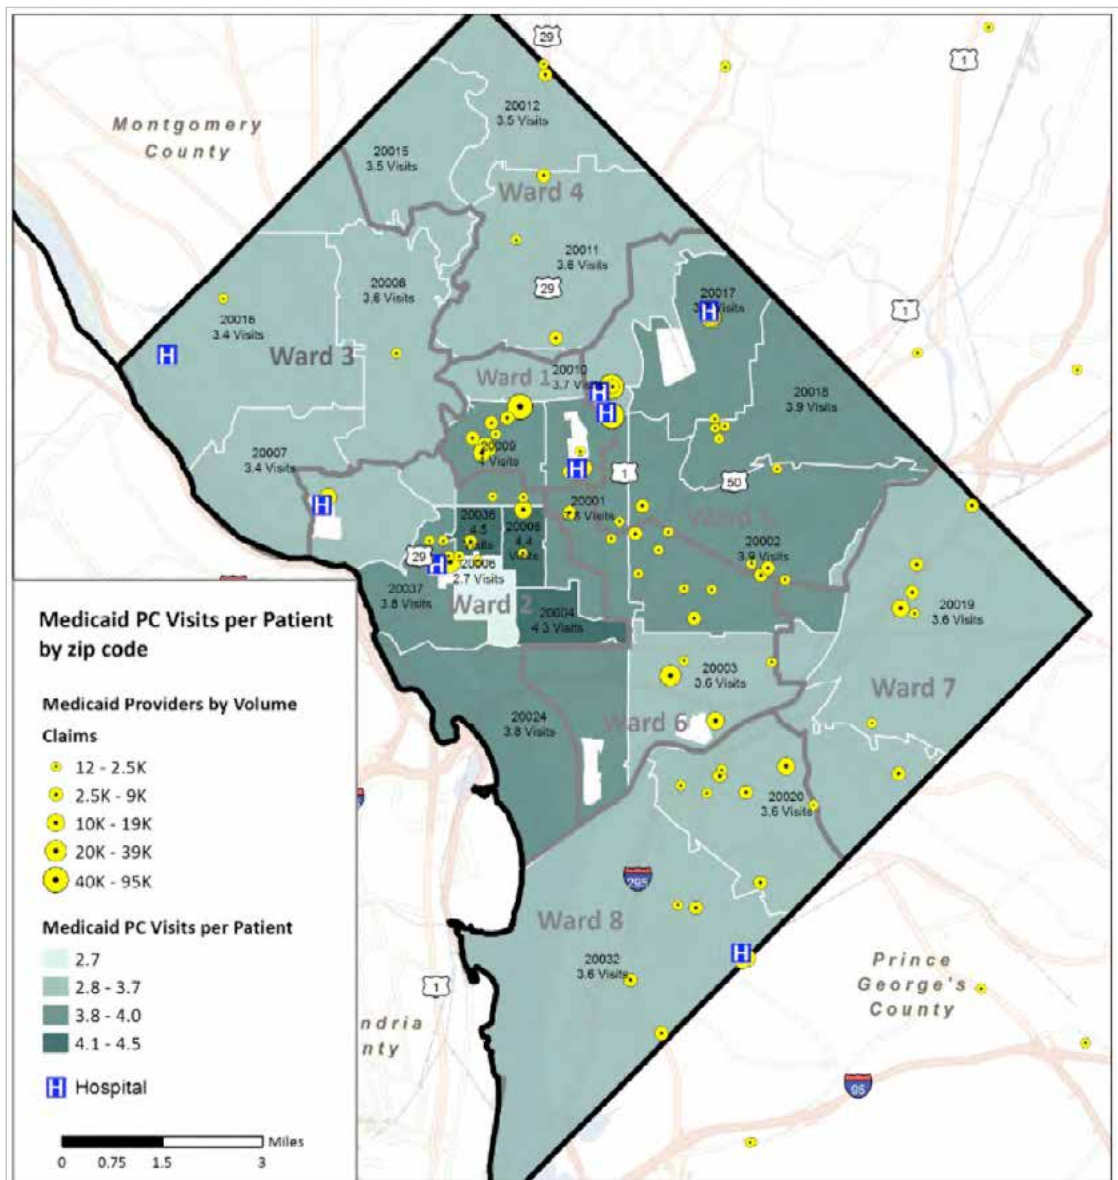 29
1
Montgomery
County
20012
3.5 Visits
20015
3.5 Visits
Ward 4
20011
3.6 Visits
29
20008
3.6 Visits
20017
H
1
20016
3.4 Visits
H
Ward 3
Ward 1
20010
3.7
H
H
20018
3.9 Visits
20009
4 Visits
20007
3.4 Visits
H
1
50
H
20001
Ward 5
4.5
4.4
20002
3.9 Visits
29
H
2.7 Visits
20037
3.8 Visits
Ward 2
20004
4.3 Visits
20019
3.6 Visits
20003
3.6 Visits
Ward 7
20024
3.8 Visits
Ward 6
20020
3.6 Visits
295
Ward 8
H
20032
3.6 Visits
Prince
George's
County
1
ndria
nty
95
Medicaid PC Visits per Patient
by zip code
Medicaid Providers by Volume
Claims
12 - 2.5K
2.5K - 9K
10K - 19K
20K - 39K
40K - 95K
Medicaid PC Visits per Patient
2.7
2.8 - 3.7
3.8 - 4.0
4.1 - 4.5
H Hospital
Miles
0 0.75 1.5 3